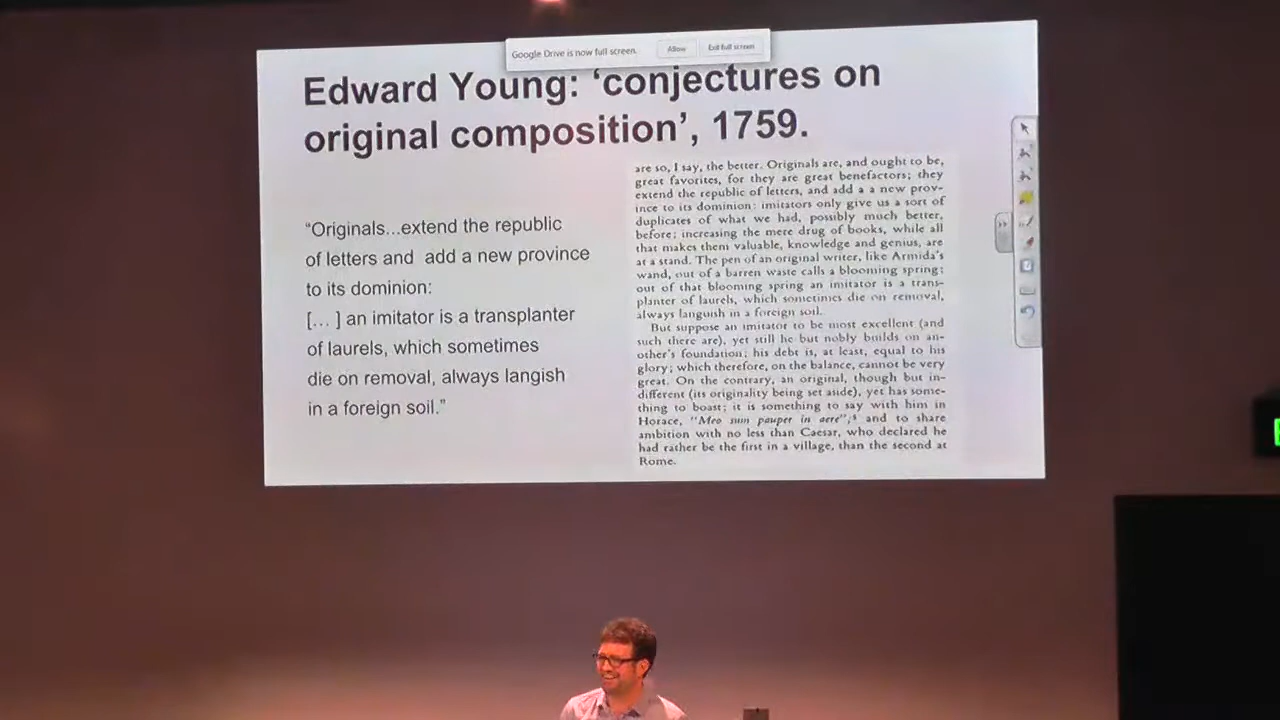 Google Drive is now full screen.
Allow
Exit full screen
Edward Young: ‘conjectures on
original composition’, 1759.
“Originals...extend the republic
of letters and add a new province
to its dominion:
[... ] an imitator is a transplanter
of laurels, which sometimes
die on removal, always langish
in a foreign soil.”
are so, I say, the better. Originals are, and ought to be,
great favorites, for they are great benefactors; they
extend the republic of letters, and add a a new prov-
ince to its dominion: imitators only give us a sort of
duplicates of what we had, possibly much better,
before; increasing the mere drug of books, while all
that makes them valuable, knowledge and genius, are
at a stand. The pen of an original writer, like Armida's
wand, out of a barren waste calls a blooming spring:
out of that blooming spring an imitator is a trans-
planter of laurels, which sometimes die on removal,
always languish in a foreign soil.
But suppose an imitator to be most excellent (and
such there are), yet still he but nobly builds on an-
other's foundation; his debt is, at least, equal to his
glory; which therefore, on the balance, cannot be very
great. On the contrary, an original, though but in-
different (its originality being set aside), yet has some-
thing to boast; it is something to say with him in
Horace, "Meo sum pauper in aere", and to share
ambition with no less than Caesar, who declared he
had rather be the first in a village, than the second at
Rome.